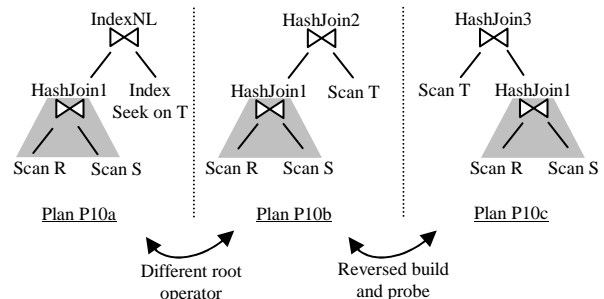 IndexNL
HashJoin1
Index
Seek on T
Scan R
Scan S
Plan P10a
HashJoin2
HashJoin1
Scan T
Scan R
Scan S
Plan P10b
HashJoin3
Scan T
HashJoin1
Scan R
Scan S
Plan P10c
Different root
operator
Reversed build
and probe